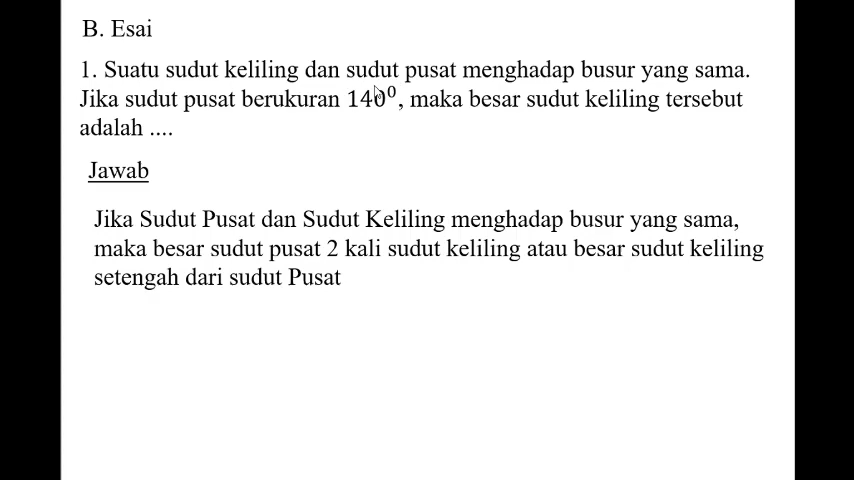 B. Esai
1. Suatu sudut keliling dan sudut pusat menghadap busur yang sama.
Jika sudut pusat berukuran 140⁰, maka besar sudut keliling tersebut
adalah ....
Jawab
Jika Sudut Pusat dan Sudut Keliling menghadap busur yang sama,
maka besar sudut pusat 2 kali sudut keliling atau besar sudut keliling
setengah dari sudut Pusat